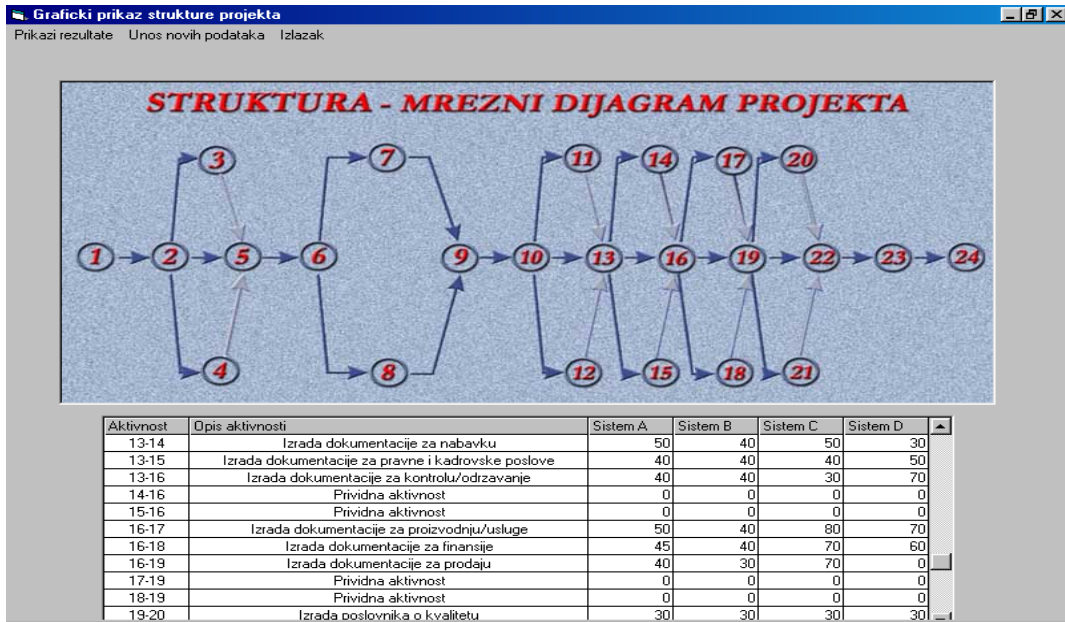 Graficki prikaz strukture projekta
Prikazi rezultate Unos novih podataka Izlazak
STRUKTURA - MREZNI DIJAGRAM PROJEKTA
3 7 11 14 17 20
1 2 5 6 9 10 13 16 19 22 23 24
4 8 12 15 18 21
Aktivnost Opis aktivnosti Sistem A Sistem B Sistem C Sistem D
13-14 Izrada dokumentacije za nabavku 50 40 50 30
13-15 Izrada dokumentacije za pravne i kadrovske poslove 40 40 40 50
13-16 Izrada dokumentacije za kontrolu/odrzavanje 40 40 30 70
14-16 Prividna aktivnost 0 0 0 0
15-16 Prividna aktivnost 0 0 0 0
16-17 Izrada dokumentacije za proizvodnju/usluge 50 40 80 70
16-18 Izrada dokumentacije za finansije 45 40 70 60
16-19 Izrada dokumentacije za prodaju 40 30 70 0
17-19 Prividna aktivnost 0 0 0 0
18-19 Prividna aktivnost 0 0 0 0
19-20 Izrada poslovnika o kvalitetu 30 30 30 30